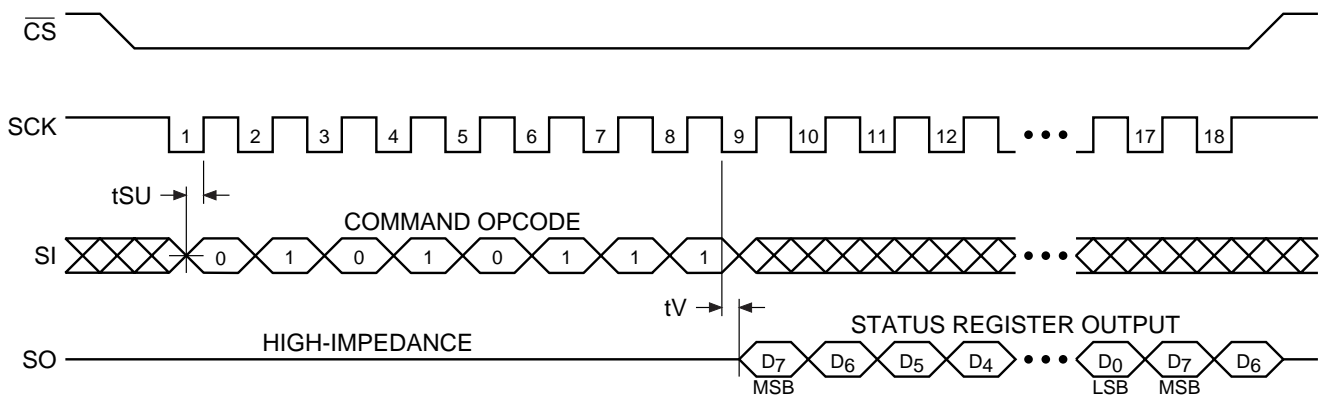 CS
SCK 1 2 3 4 5 6 7 8 9 10 11 12 17 18
tSU
COMMAND OPCODE
SI 0 1 0 1 0 1 1 1
tV
HIGH-IMPEDANCE
STATUS REGISTER OUTPUT
SO D7 D6 D5 D4 D0 D7 D6
MSB LSB MSB